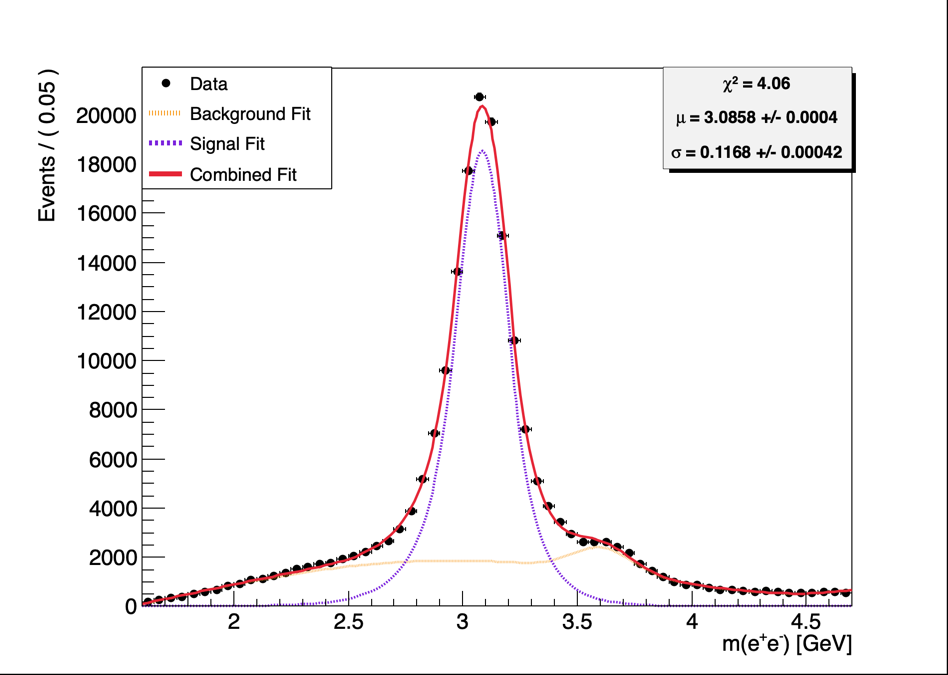 Events / ( 0.05 )
20000
18000
16000
14000
12000
10000
8000
6000
4000
2000
0
Data
Background Fit
Signal Fit
Combined Fit
χ² = 4.06
μ = 3.0858 +/- 0.0004
σ = 0.1168 +/- 0.00042
2 2.5 3 3.5 4 4.5
m(e⁺e⁻) [GeV]